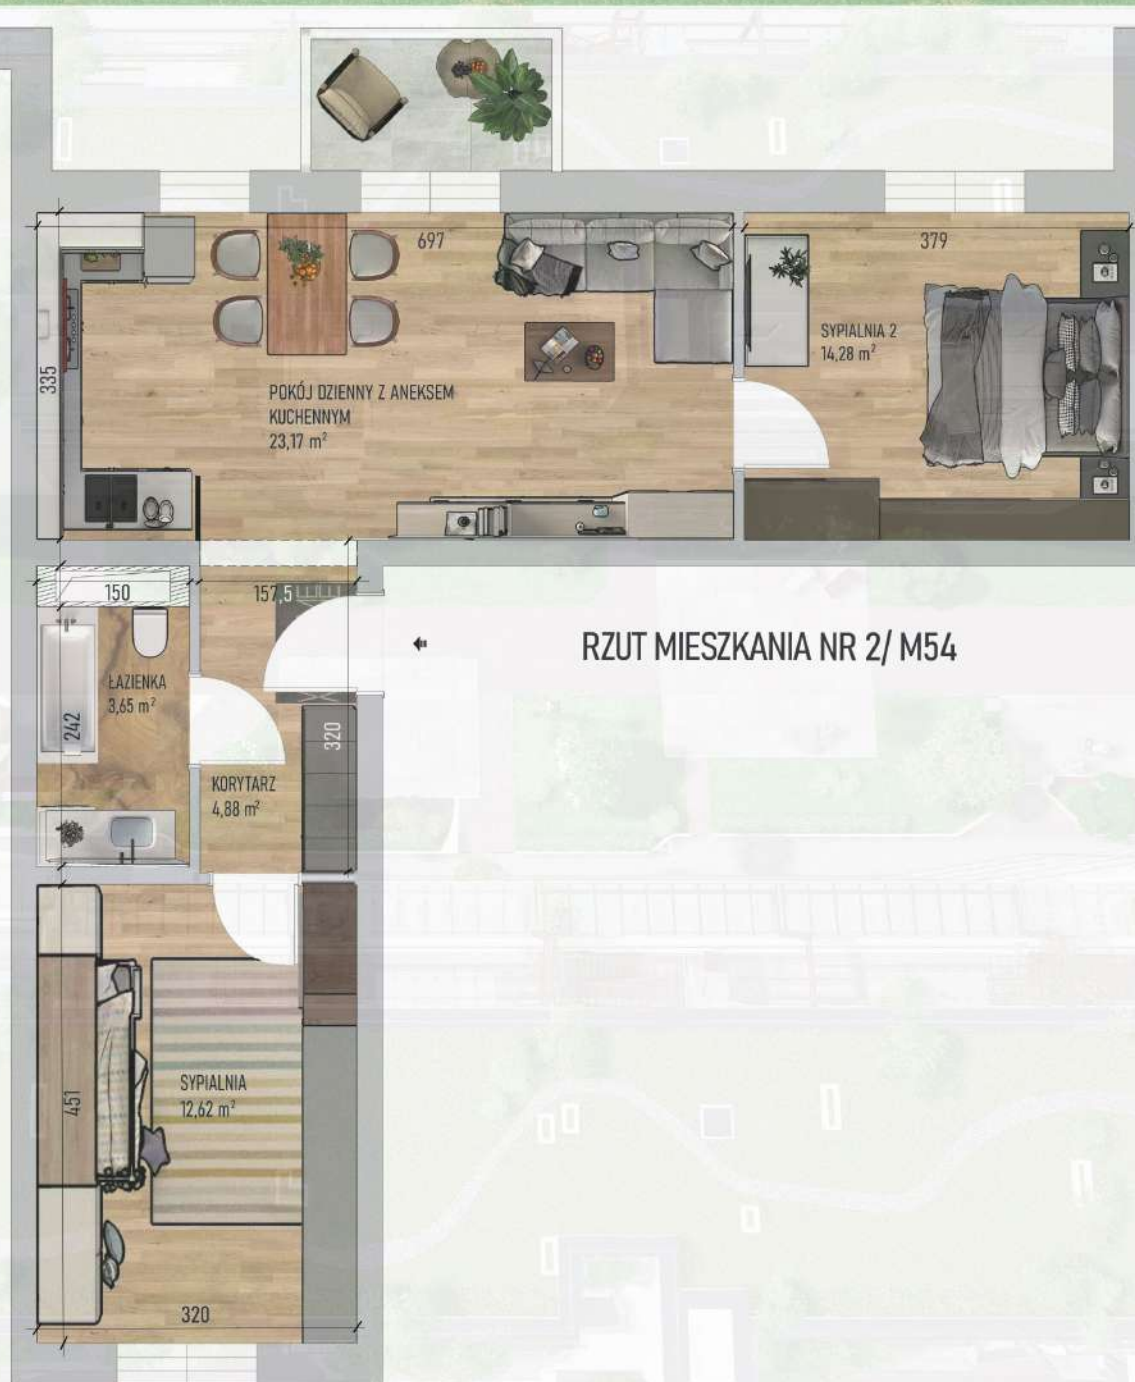 697
379
335
SYPIALNIA 2
14,28 m²
POKÓJ DZIENNY Z ANEKSEM
KUCHENNYM
23,17 m²
150
157,5
RZUT MIESZKANIA NR 2/ M54
ŁAZIENKA
3,65 m²
242
320
KORYTARZ
4,88 m²
SYPIALNIA
12,62 m²
451
320